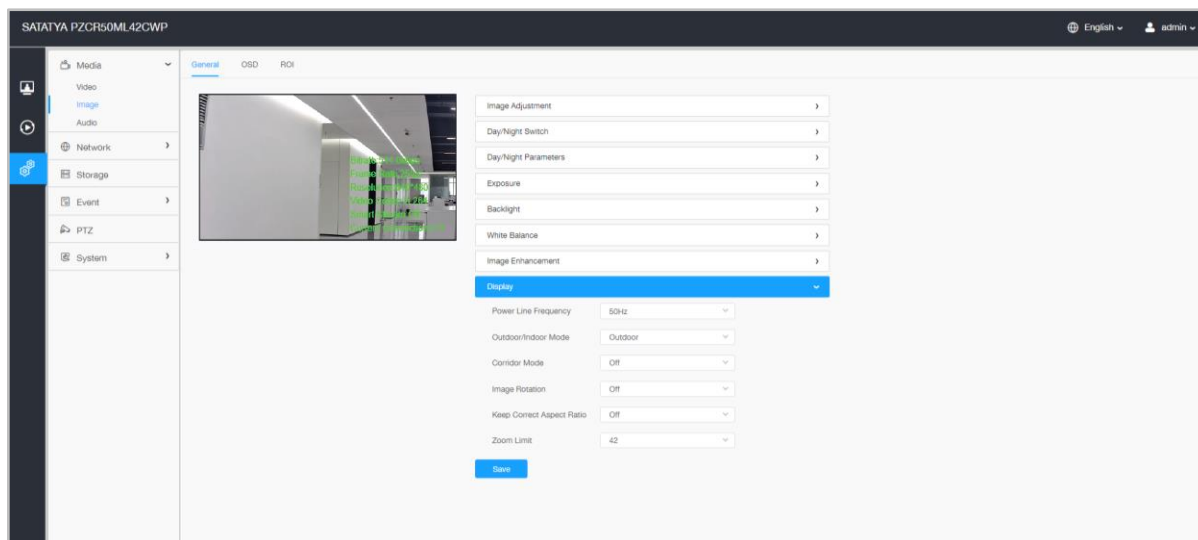 SATATYA PZCR50ML42CWP
English
admin
Media
Video
Image
Audio
Network
Storage
Event
PTZ
System
General OSD ROI
Image Adjustment
Day/Night Switch
Day/Night Parameters
Exposure
Backlight
White Balance
Image Enhancement
Display
Power Line Frequency 50Hz
Outdoor/Indoor Mode Outdoor
Corridor Mode Off
Image Rotation Off
Keep Correct Aspect Ratio Off
Zoom Limit 42
Save